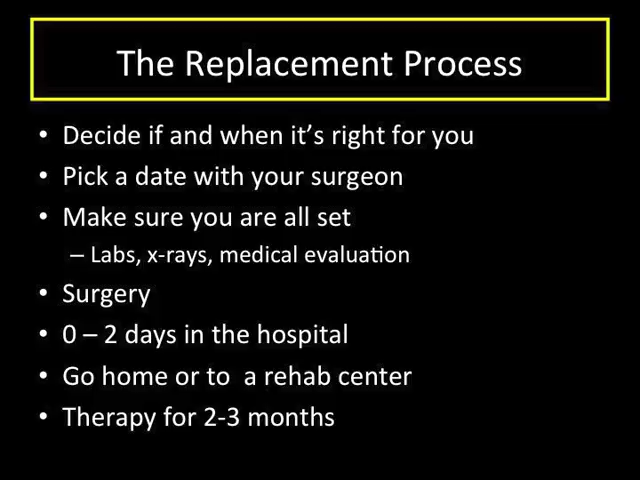 The Replacement Process
• Decide if and when it’s right for you
• Pick a date with your surgeon
• Make sure you are all set
– Labs, x-rays, medical evaluation
• Surgery
• 0 – 2 days in the hospital
• Go home or to  a rehab center
• Therapy for 2-3 months